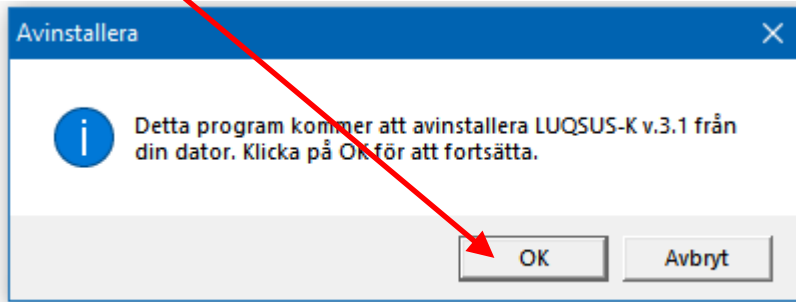 Avinstallera
Detta program kommer att avinstallera LUQSUS-K v.3.1 från
din dator. Klicka på OK för att fortsätta.
OK
Avbryt